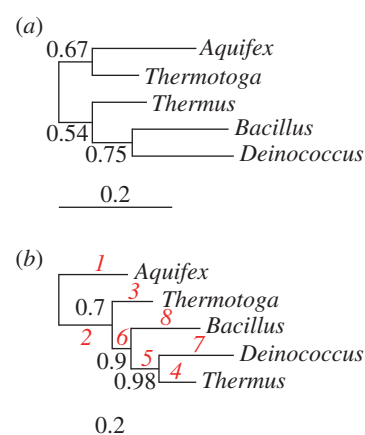 (a)
0.67
Aquifex
Thermotoga
Thermus
0.54
Bacillus
0.75
Deinococcus
0.2
(b)
1
Aquifex
3
0.7
Thermotoga
8
2
6
Bacillus
7
0.9
5
Deinococcus
0.98
4
Thermus
0.2